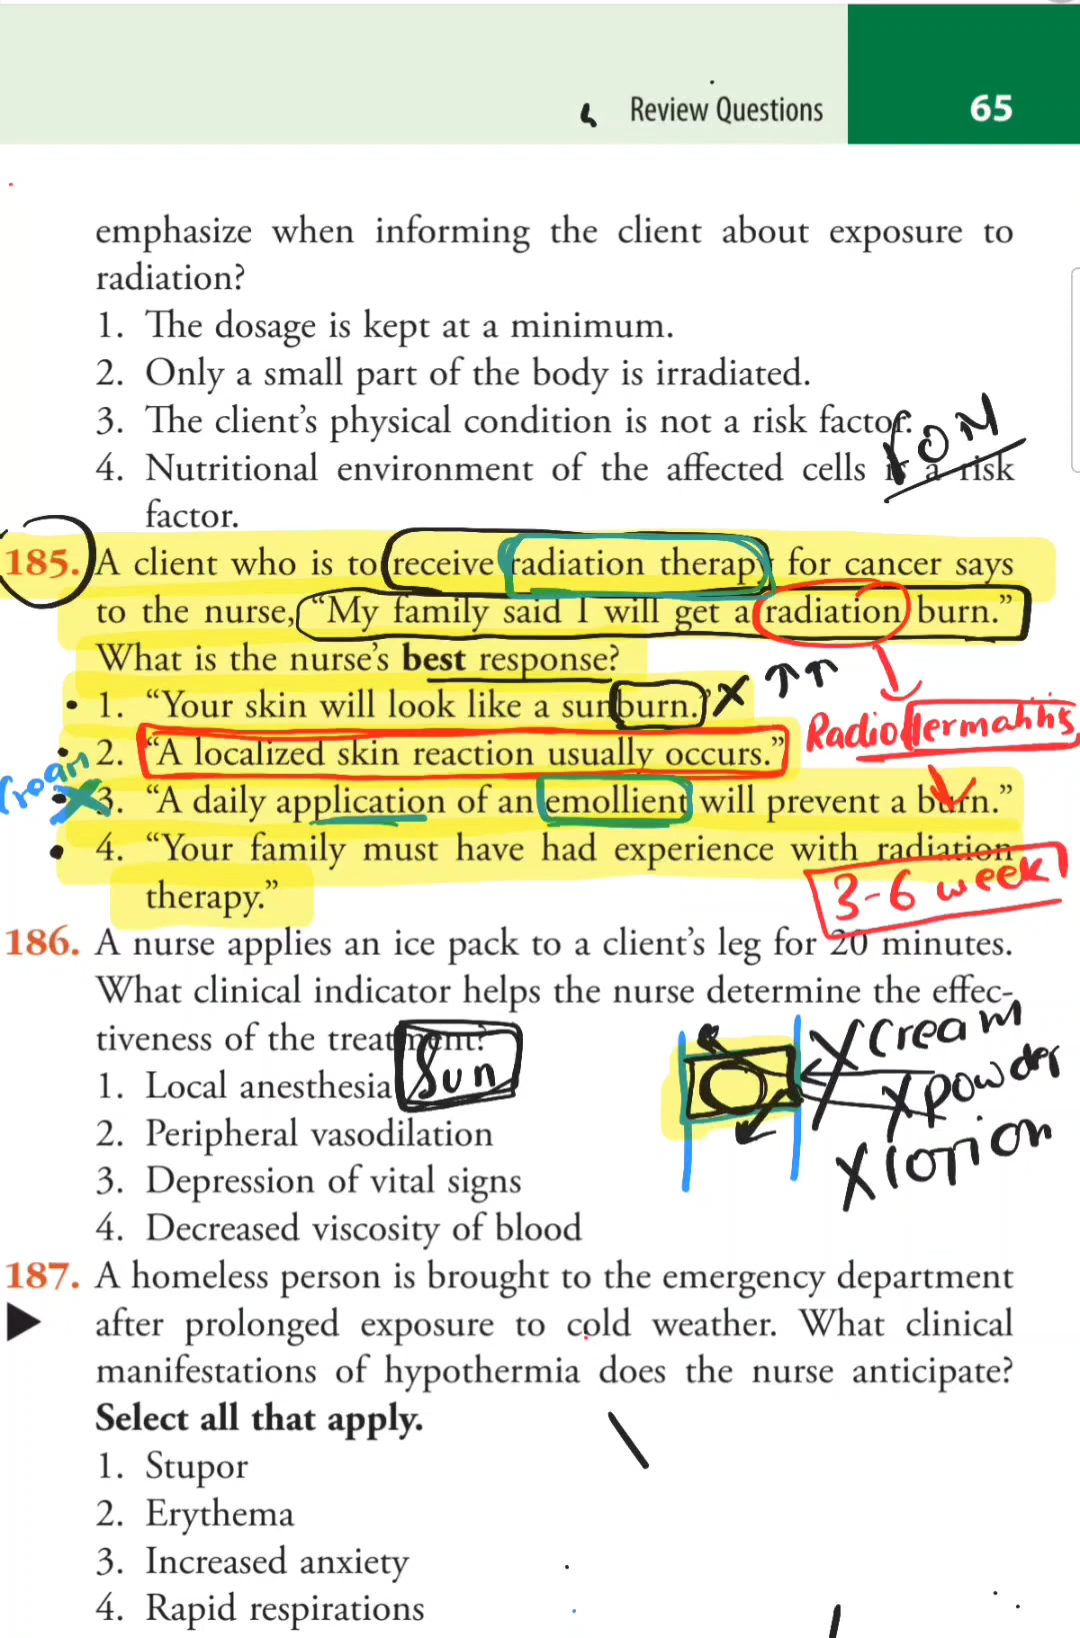 Review Questions 65
emphasize when informing the client about exposure to
radiation?
1. The dosage is kept at a minimum.
2. Only a small part of the body is irradiated.
3. The client's physical condition is not a risk factor.
4. Nutritional environment of the affected cells is a risk
factor.
185. A client who is to receive radiation therapy for cancer says
to the nurse, “My family said I will get a radiation burn.”
What is the nurse's best response?
1. “Your skin will look like a sunburn.” X ↑↑
Radiodermatitis
2. “A localized skin reaction usually occurs.”
3. “A daily application of an emollient will prevent a burn.”
4. “Your family must have had experience with radiation
therapy.”
3-6 week
186. A nurse applies an ice pack to a client's leg for 20 minutes.
What clinical indicator helps the nurse determine the effec-
tiveness of the treatment?
Sun
X Cream
X powder
X lotion
1. Local anesthesia
2. Peripheral vasodilation
3. Depression of vital signs
4. Decreased viscosity of blood
187. A homeless person is brought to the emergency department
after prolonged exposure to cold weather. What clinical
manifestations of hypothermia does the nurse anticipate?
Select all that apply.
1. Stupor
2. Erythema
3. Increased anxiety
4. Rapid respirations